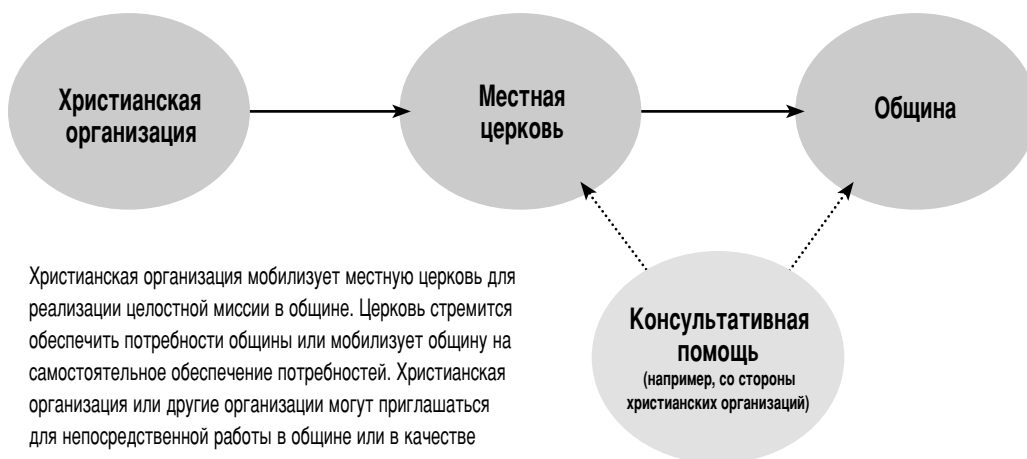 Христианская
организация
Местная
церковь
Община
Христианская организация мобилизует местную церковь для
реализации целостной миссии в общине. Церковь стремится
обеспечить потребности общины или мобилизует общину на
самостоятельное обеспечение потребностей. Христианская
организация или другие организации могут приглашаться
для непосредственной работы в общине или в качестве
Консультативная
помощь
(например, со стороны
христианских организаций)